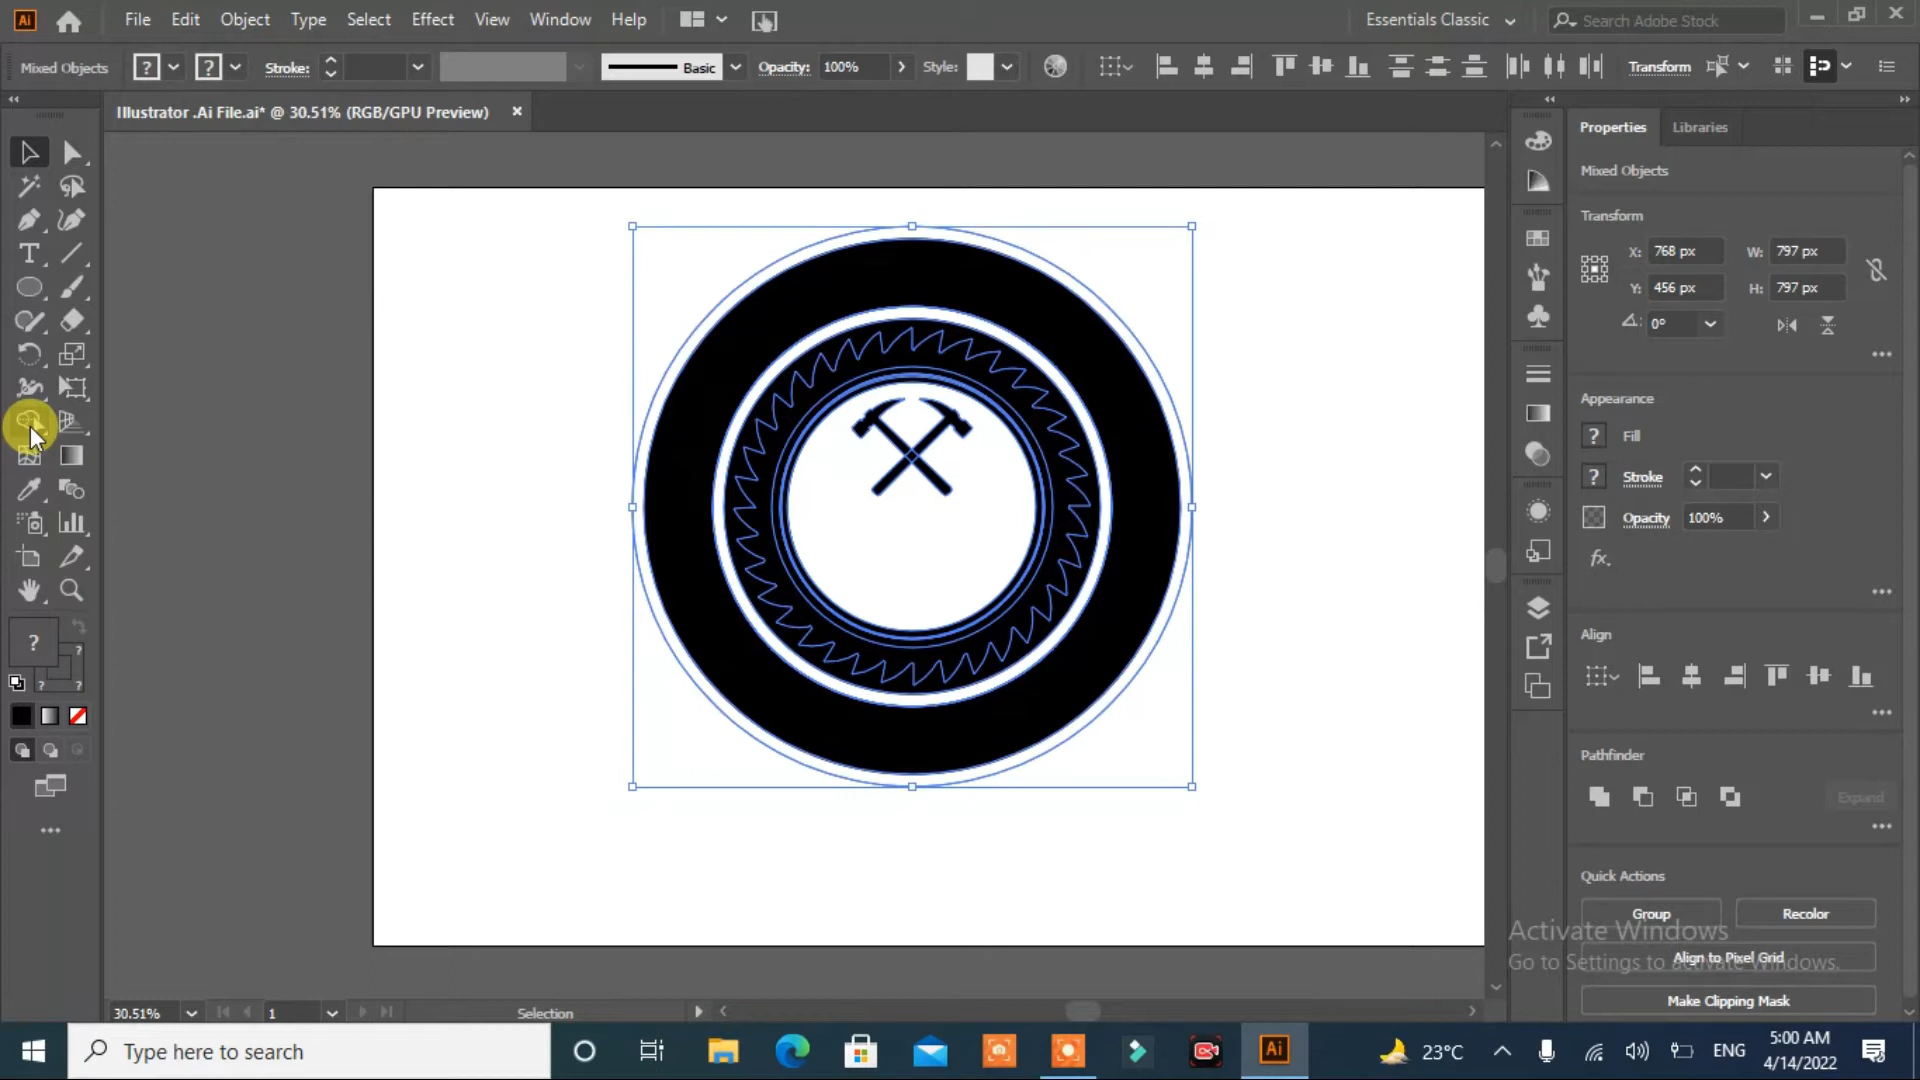 Ai File Edit Object Type Select Effect View Window Help Essentials Classic Search Adobe Stock
Mixed Objects ? ? Stroke: Basic Opacity: 100% Style: Transform
Illustrator .Ai File.ai* @ 30.51% (RGB/GPU Preview)
Properties Libraries
Mixed Objects
Transform
X: 768 px W: 797 px
Y: 456 px H: 797 px
0°
Appearance
? Fill
? Stroke
Opacity 100%
fx.
Align
Pathfinder
Expand
Quick Actions
Group Recolor
Align to Pixel Grid
Make Clipping Mask
Activate Windows
Go to Settings to activate Windows.
T
?
?
? ?
30.51% 1 Selection
Type here to search Ai 23°C ENG 5:00 AM
4/14/2022